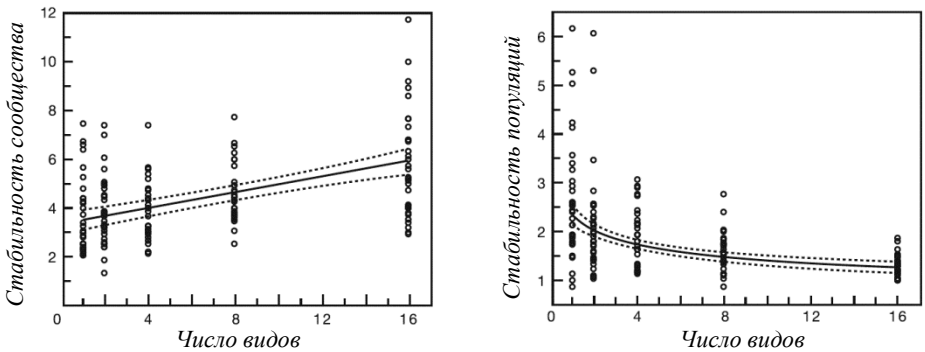 Стабильность сообщества
12
10
8
6
4
2
0 4 8 12 16
Число видов
Стабильность популяций
6
5
4
3
2
1
0 4 8 12 16
Число видов